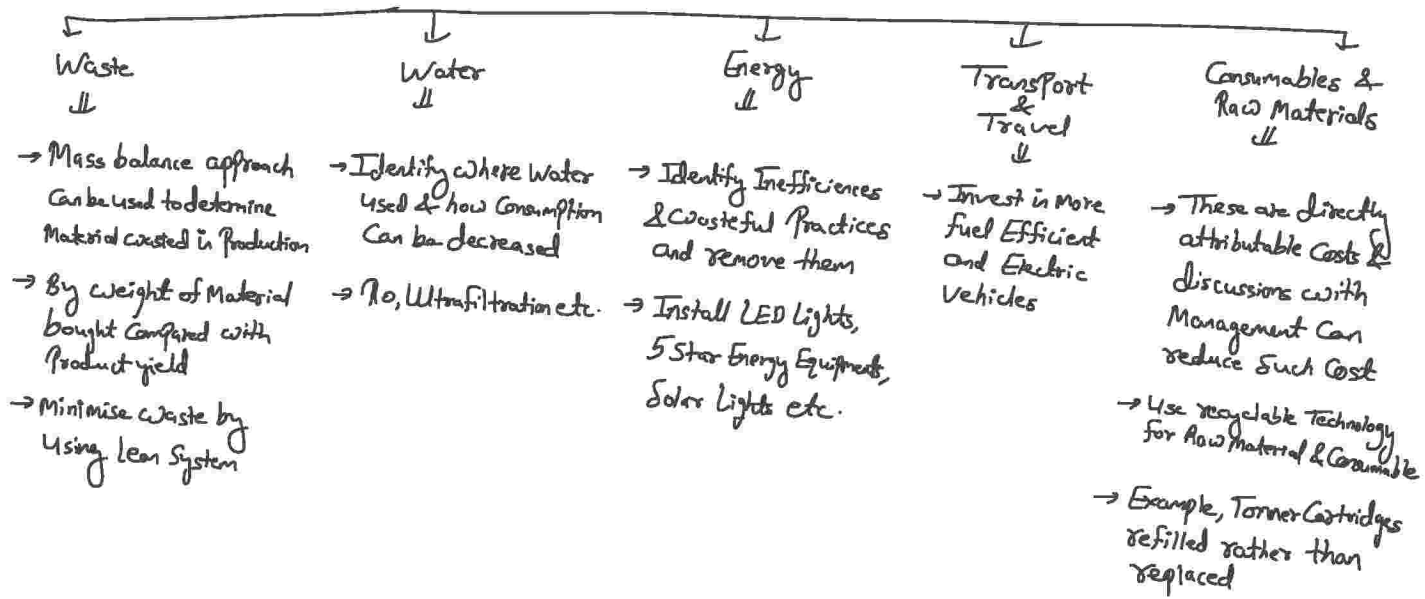 Waste
⇓
→ Mass balance approach
Can be used to determine
Material wasted in Production
→ By weight of Material
bought Compared with
Product yield
→ Minimise waste by
Using Lean System
Water
⇓
→ Identify where Water
used & how Consumption
Can be decreased
→ RO, Ultrafiltration etc.
Energy
⇓
→ Identify Inefficiences
& wasteful Practices
and remove them
→ Install LED Lights,
5 Star Energy Equipments,
Solar Lights etc.
Transport
&
Travel
⇓
→ Invest in More
fuel Efficient
and Electric
Vehicles
Consumables &
Raw Materials
⇓
→ These are directly
attributable Costs &
discussions with
Management Can
reduce Such Cost
→ Use recyclable Technology
for Raw Material & Consumable
→ Example, Tonner Cartridges
refilled rather than
replaced